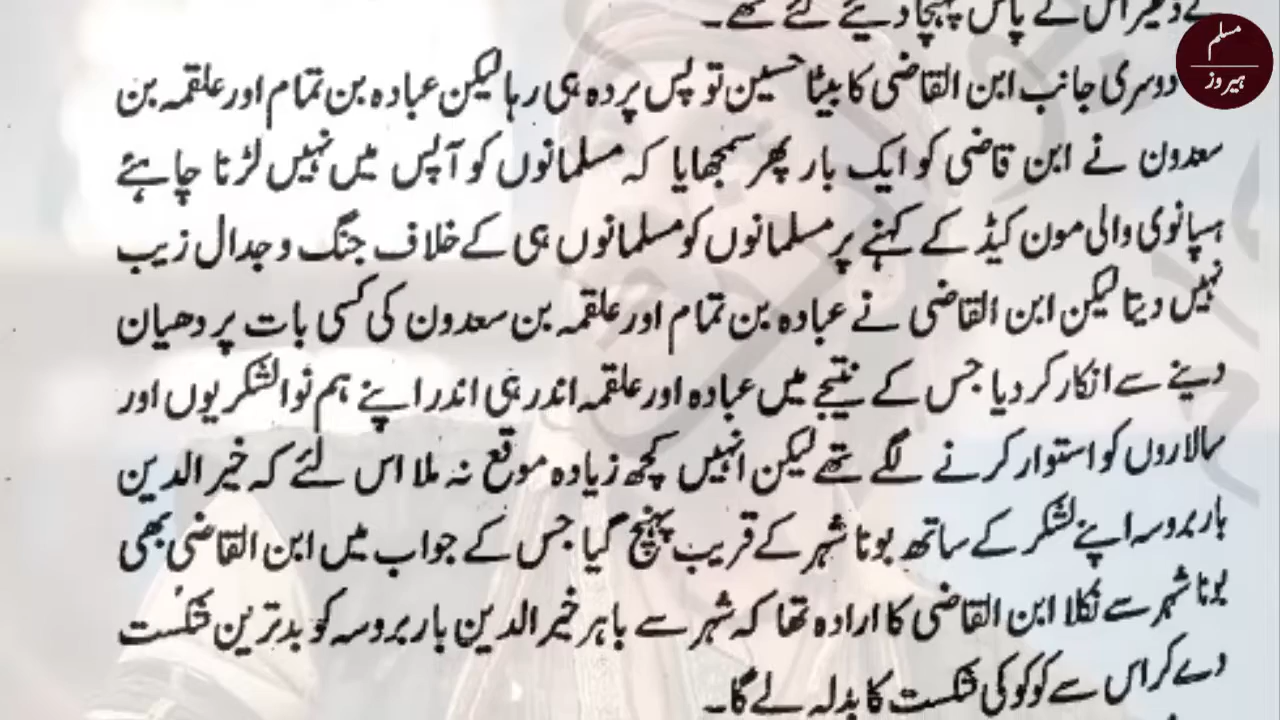 کے پاس پہنچا دیئے گئے تھے۔
مسلم
ہیروز
دوسری جانب ابن القاضی کا بیٹا حسین تو پس پردہ ہی رہا لیکن عبادہ بن تمام اور علقمہ بن
سعدون نے ابن قاضی کو ایک بار پھر سمجھایا کہ مسلمانوں کو آپس میں نہیں لڑنا چاہئے
ہسپانوی والی مون کیڈ کے کہنے پر مسلمانوں کو مسلمانوں ہی کے خلاف جنگ و جدال زیب
نہیں دیتا لیکن ابن القاضی نے عبادہ بن تمام اور علقمہ بن سعدون کی کسی بات پر دھیان
دینے سے انکار کر دیا جس کے نتیجے میں عبادہ اور علقمہ اندر ہی اندر اپنے ہم نوا لشکریوں اور
سالاروں کو استوار کرنے لگے تھے لیکن انہیں کچھ زیادہ موقع نہ ملا اس لئے کہ خیر الدین
باربروسہ اپنے لشکر کے ساتھ بونا شہر کے قریب پہنچ گیا جس کے جواب میں ابن القاضی بھی
بونا شہر سے نکلا ابن القاضی کا ارادہ تھا کہ شہر سے باہر خیر الدین باربروسہ کو بدترین شکست
دے کر اس سے کوکو کی شکست کا بدلہ لے گا۔